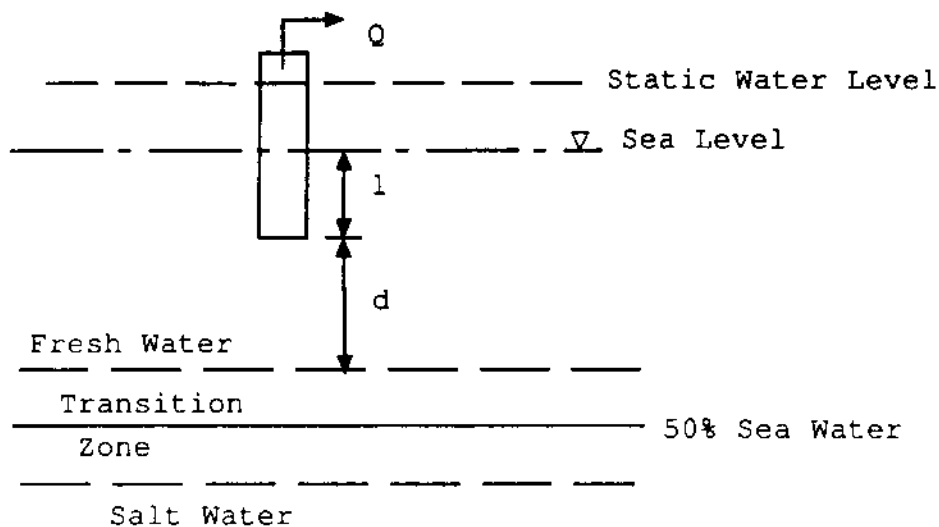 Q
Static Water Level
Sea Level
l
d
Fresh Water
Transition
50% Sea Water
Zone
Salt Water